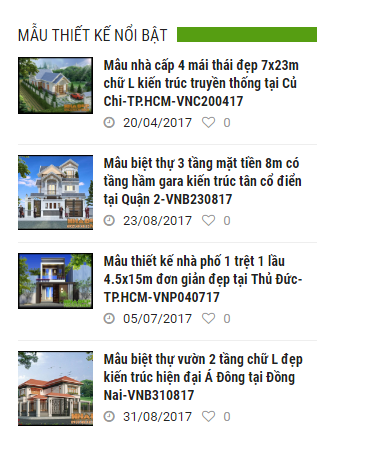 MẪU THIẾT KẾ NỔI BẬT
Mẫu nhà cấp 4 mái thái đẹp 7x23m
chữ L kiến trúc truyền thống tại Củ
Chi-TP.HCM-VNC200417
20/04/2017 0
Mẫu biệt thự 3 tầng mặt tiền 8m có
tầng hầm gara kiến trúc tân cổ điển
tại Quận 2-VNB230817
23/08/2017 0
Mẫu thiết kế nhà phố 1 trệt 1 lầu
4.5x15m đơn giản đẹp tại Thủ Đức-
TP.HCM-VNP040717
05/07/2017 0
Mẫu biệt thự vườn 2 tầng chữ L đẹp
kiến trúc hiện đại Á Đông tại Đồng
Nai-VNB310817
31/08/2017 0